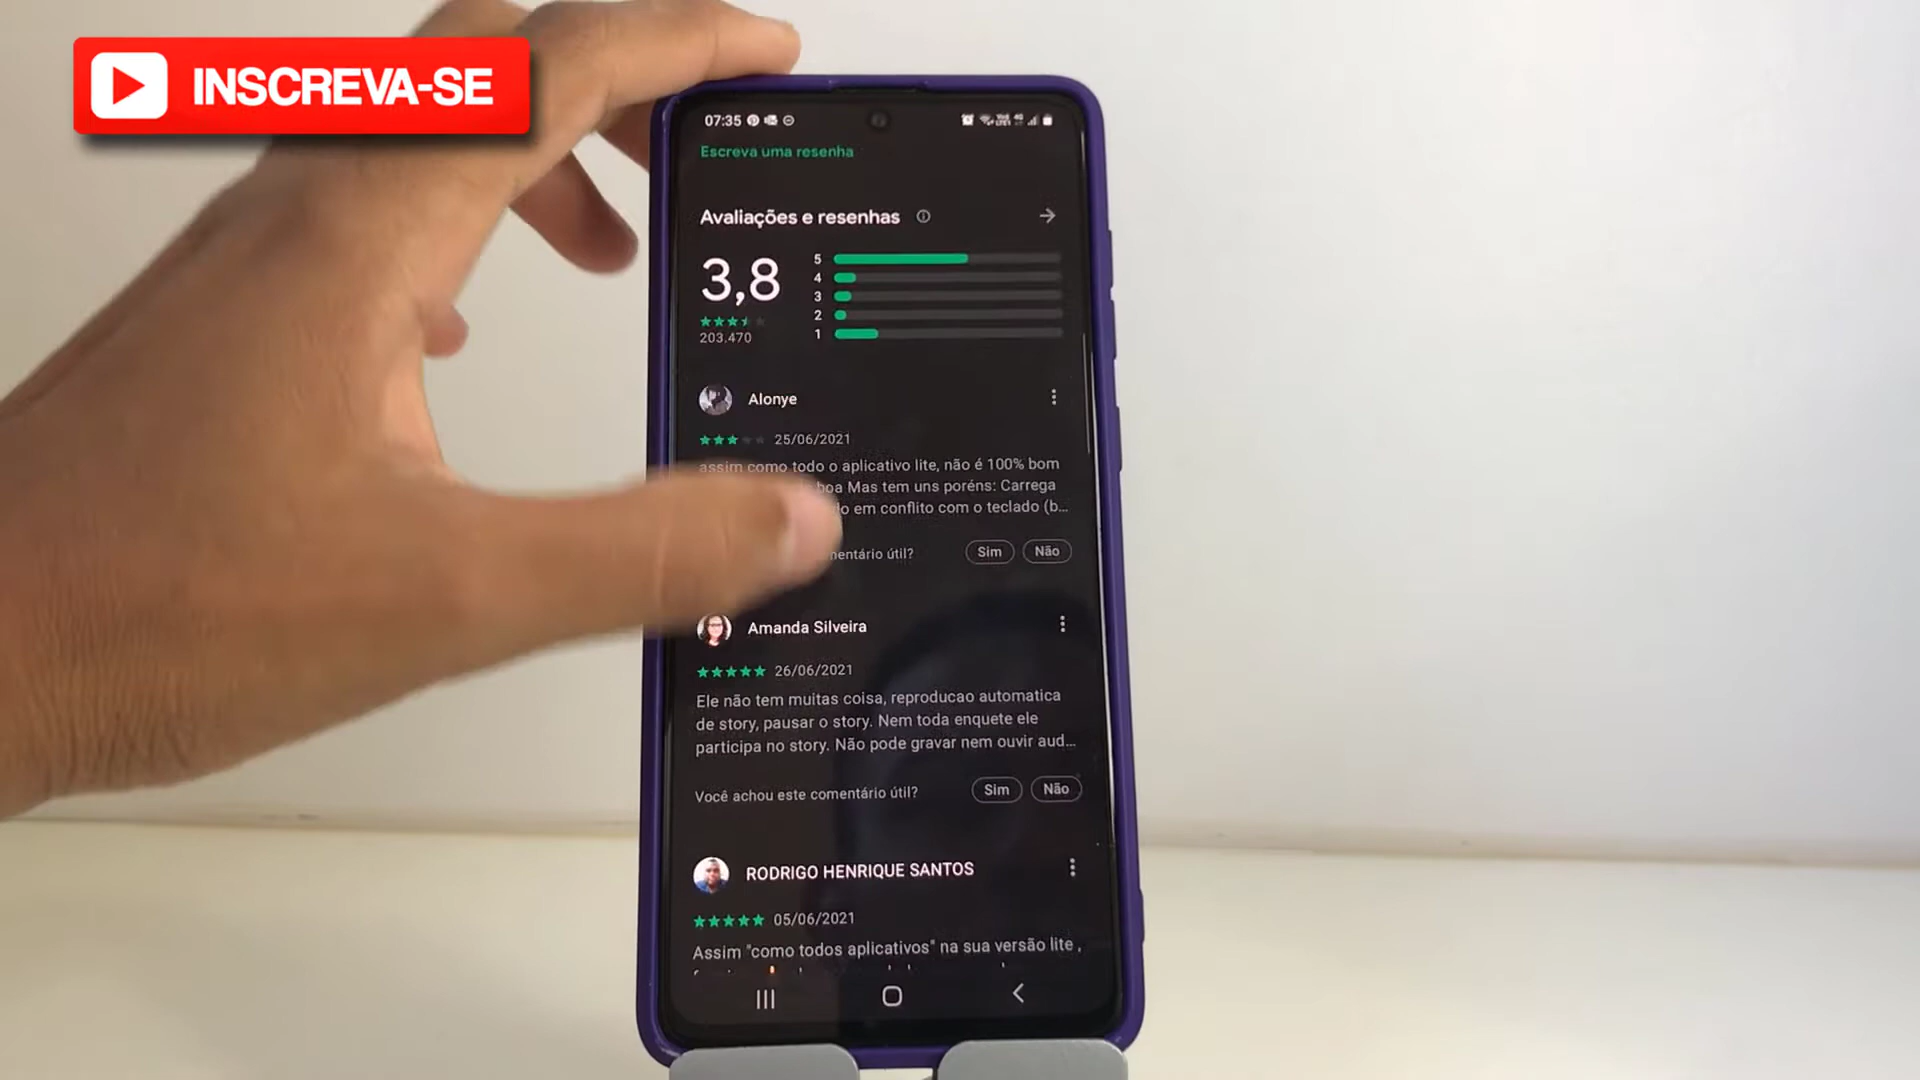 INSCREVA-SE
07:35
Escreva uma resenha
Avaliações e resenhas
3,8
203.470
5
4
3
2
1
Alonye
25/06/2021
assim como todo o aplicativo lite, não é 100% bom
boa Mas tem uns poréns: Carrega
em conflito com o teclado (b...
útil?
Sim
Não
Amanda Silveira
26/06/2021
Ele não tem muitas coisa, reproducao automatica
de story, pausar o story. Nem toda enquete ele
participa no story. Não pode gravar nem ouvir aud...
Você achou este comentário útil?
Sim
Não
RODRIGO HENRIQUE SANTOS
05/06/2021
Assim "como todos aplicativos" na sua versão lite ,